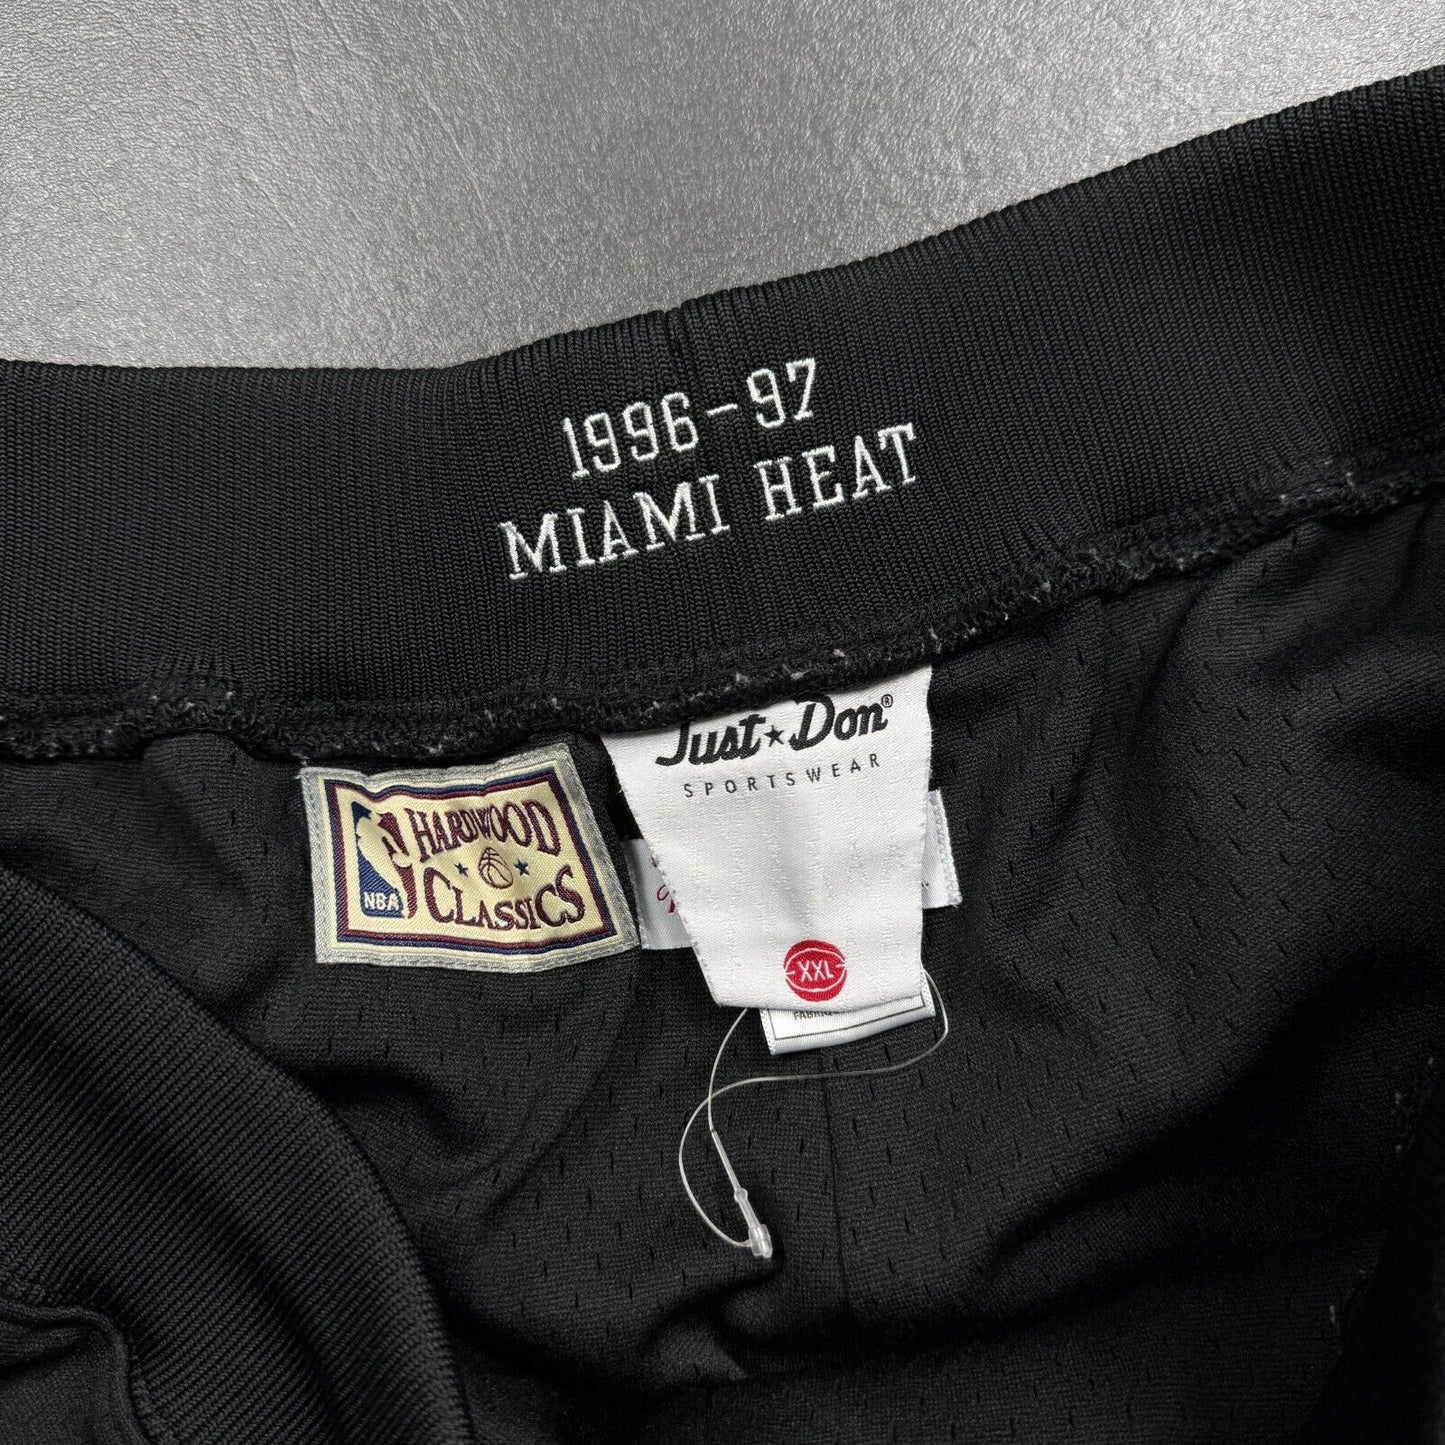 1996-97
MIAMI HEAT
Just★Don®
SPORTSWEAR
NBA
HARDWOOD
CLASSICS
XXL